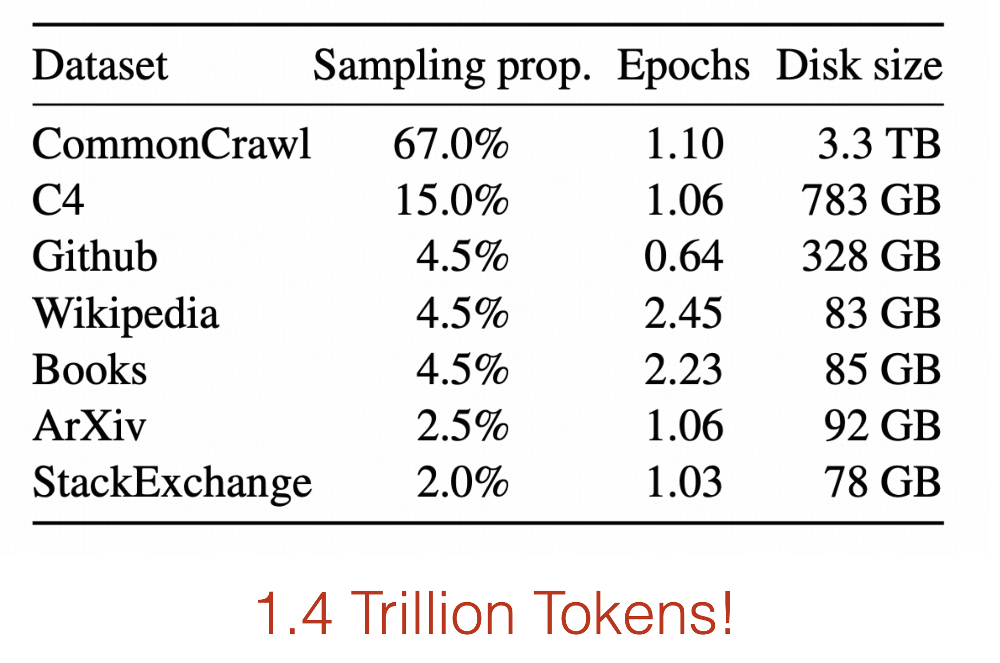 Dataset Sampling prop. Epochs Disk size
CommonCrawl 67.0% 1.10 3.3 TB
C4 15.0% 1.06 783 GB
Github 4.5% 0.64 328 GB
Wikipedia 4.5% 2.45 83 GB
Books 4.5% 2.23 85 GB
ArXiv 2.5% 1.06 92 GB
StackExchange 2.0% 1.03 78 GB
1.4 Trillion Tokens!